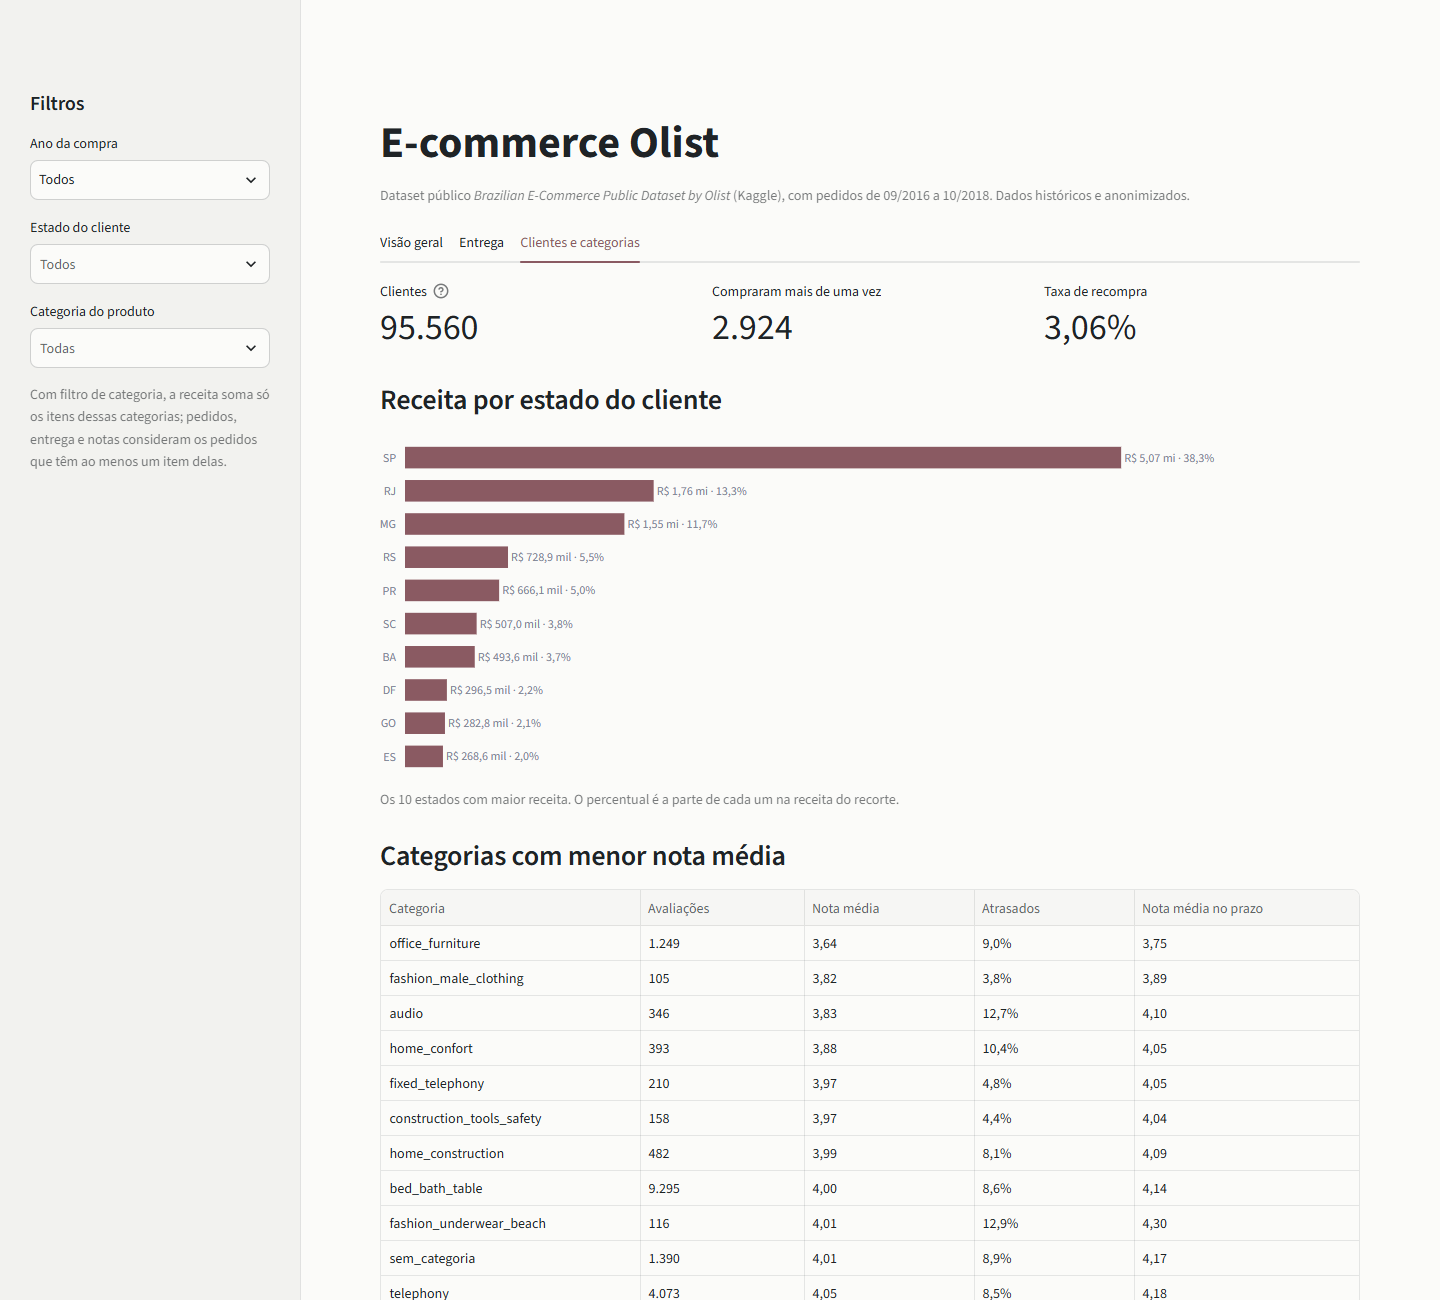 Filtros
Ano da compra
Todos
Estado do cliente
Todos
Categoria do produto
Todas
Com filtro de categoria, a receita soma só
os itens dessas categorias; pedidos,
entrega e notas consideram os pedidos
que têm ao menos um item delas.
E-commerce Olist
Dataset público Brazilian E-Commerce Public Dataset by Olist (Kaggle), com pedidos de 09/2016 a 10/2018. Dados históricos e anonimizados.
Visão geral Entrega Clientes e categorias
Clientes Compraram mais de uma vez Taxa de recompra
95.560 2.924 3,06%
Receita por estado do cliente
SP R$ 5,07 mi · 38,3%
RJ R$ 1,76 mi · 13,3%
MG R$ 1,55 mi · 11,7%
RS R$ 728,9 mil · 5,5%
PR R$ 666,1 mil · 5,0%
SC R$ 507,0 mil · 3,8%
BA R$ 493,6 mil · 3,7%
DF R$ 296,5 mil · 2,2%
GO R$ 282,8 mil · 2,1%
ES R$ 268,6 mil · 2,0%
Os 10 estados com maior receita. O percentual é a parte de cada um na receita do recorte.
Categorias com menor nota média
Categoria Avaliações Nota média Atrasados Nota média no prazo
office_furniture 1.249 3,64 9,0% 3,75
fashion_male_clothing 105 3,82 3,8% 3,89
audio 346 3,83 12,7% 4,10
home_confort 393 3,88 10,4% 4,05
fixed_telephony 210 3,97 4,8% 4,05
construction_tools_safety 158 3,97 4,4% 4,04
home_construction 482 3,99 8,1% 4,09
bed_bath_table 9.295 4,00 8,6% 4,14
fashion_underwear_beach 116 4,01 12,9% 4,30
sem_categoria 1.390 4,01 8,9% 4,17
telephony 4.073 4,05 8,5% 4,18